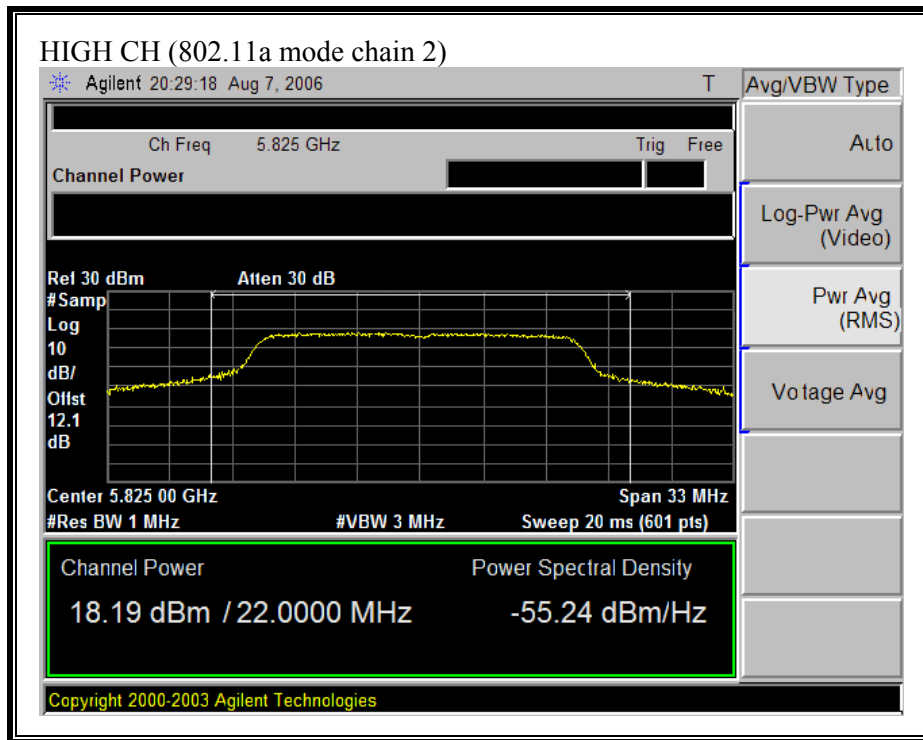 HIGH CH (802.11a mode chain 2)
Agilent 20:29:18 Aug 7, 2006 T
Avg/VBW Type
Ch Freq 5.825 GHz Trig Free
Channel Power
Auto
Log-Pwr Avg
(Video)
Pwr Avg
(RMS)
Votage Avg
Ref 30 dBm Atten 30 dB
#Samp
Log
10
dB/
Offst
12.1
dB
Center 5.825 00 GHz Span 33 MHz
#Res BW 1 MHz #VBW 3 MHz Sweep 20 ms (601 pts)
Channel Power Power Spectral Density
18.19 dBm / 22.0000 MHz -55.24 dBm/Hz
Copyright 2000-2003 Agilent Technologies